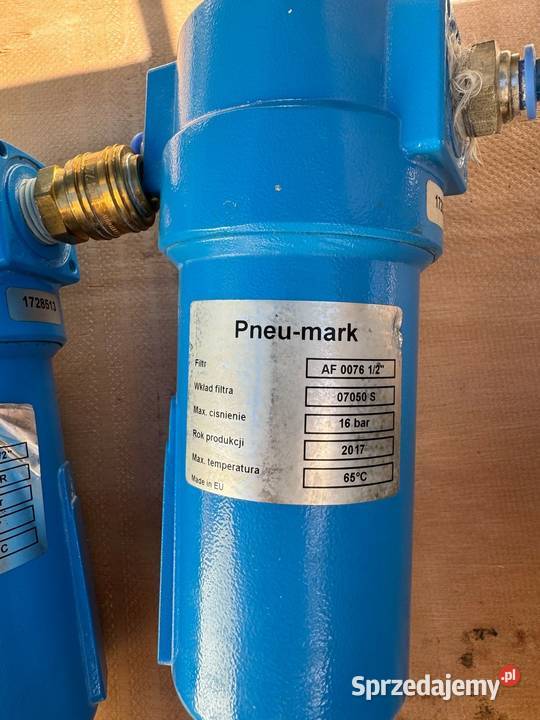 Pneu-mark
Filtr AF 0076 1/2"
Wkład filtra 07050 S
Max. cisnienie 16 bar
Rok produkcji 2017
Max. temperatura 65°C
Made in EU
1728513
/2"
R
C
Sprzedajemy.pl